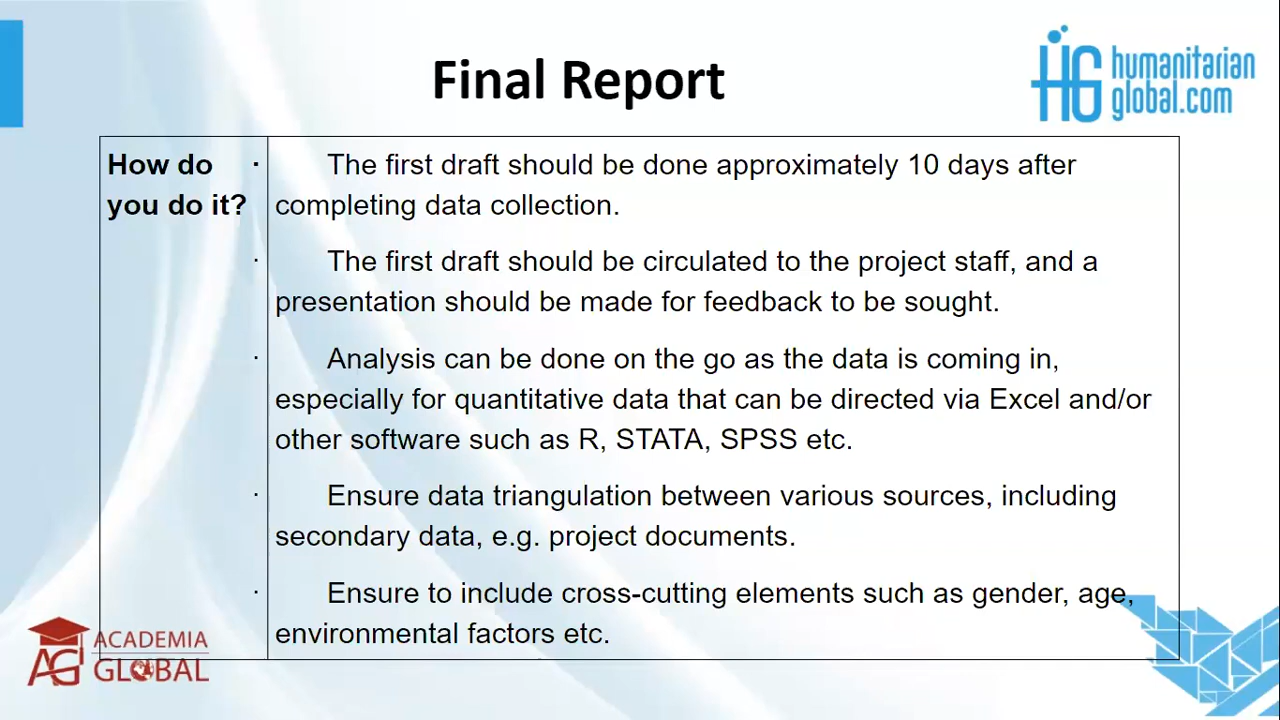 Final Report
humanitarian
global.com
How do
you do it?
· The first draft should be done approximately 10 days after
completing data collection.
· The first draft should be circulated to the project staff, and a
presentation should be made for feedback to be sought.
· Analysis can be done on the go as the data is coming in,
especially for quantitative data that can be directed via Excel and/or
other software such as R, STATA, SPSS etc.
· Ensure data triangulation between various sources, including
secondary data, e.g. project documents.
· Ensure to include cross-cutting elements such as gender, age,
environmental factors etc.
ACADEMIA
GLOBAL